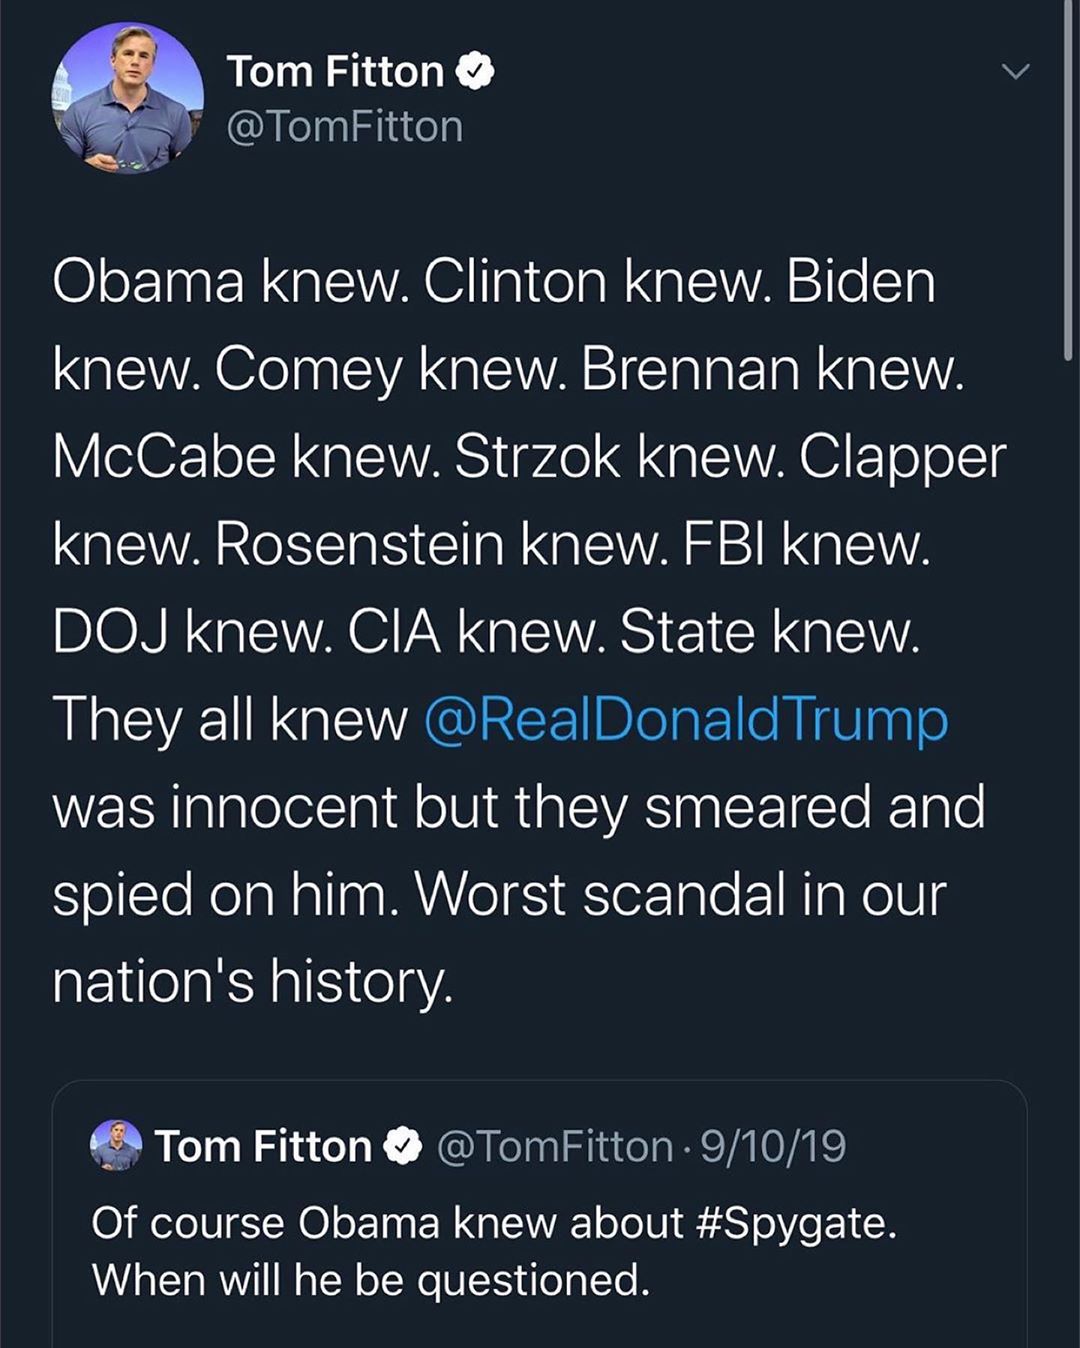 Tom Fitton
@TomFitton
Obama knew. Clinton knew. Biden
knew. Comey knew. Brennan knew.
McCabe knew. Strzok knew. Clapper
knew. Rosenstein knew. FBI knew.
DOJ knew. CIA knew. State knew.
They all knew @RealDonaldTrump
was innocent but they smeared and
spied on him. Worst scandal in our
nation's history.
Tom Fitton @TomFitton · 9/10/19
Of course Obama knew about #Spygate.
When will he be questioned.